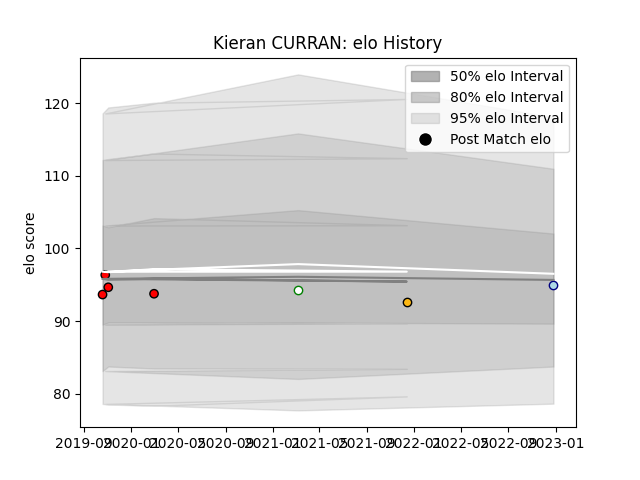 Kieran CURRAN: elo History
50% elo Interval
80% elo Interval
95% elo Interval
Post Match elo
elo score
120
110
100
90
80
2019-09 2020-01 2020-05 2020-09 2021-01 2021-05 2021-09 2022-01 2022-05 2022-09 2023-01